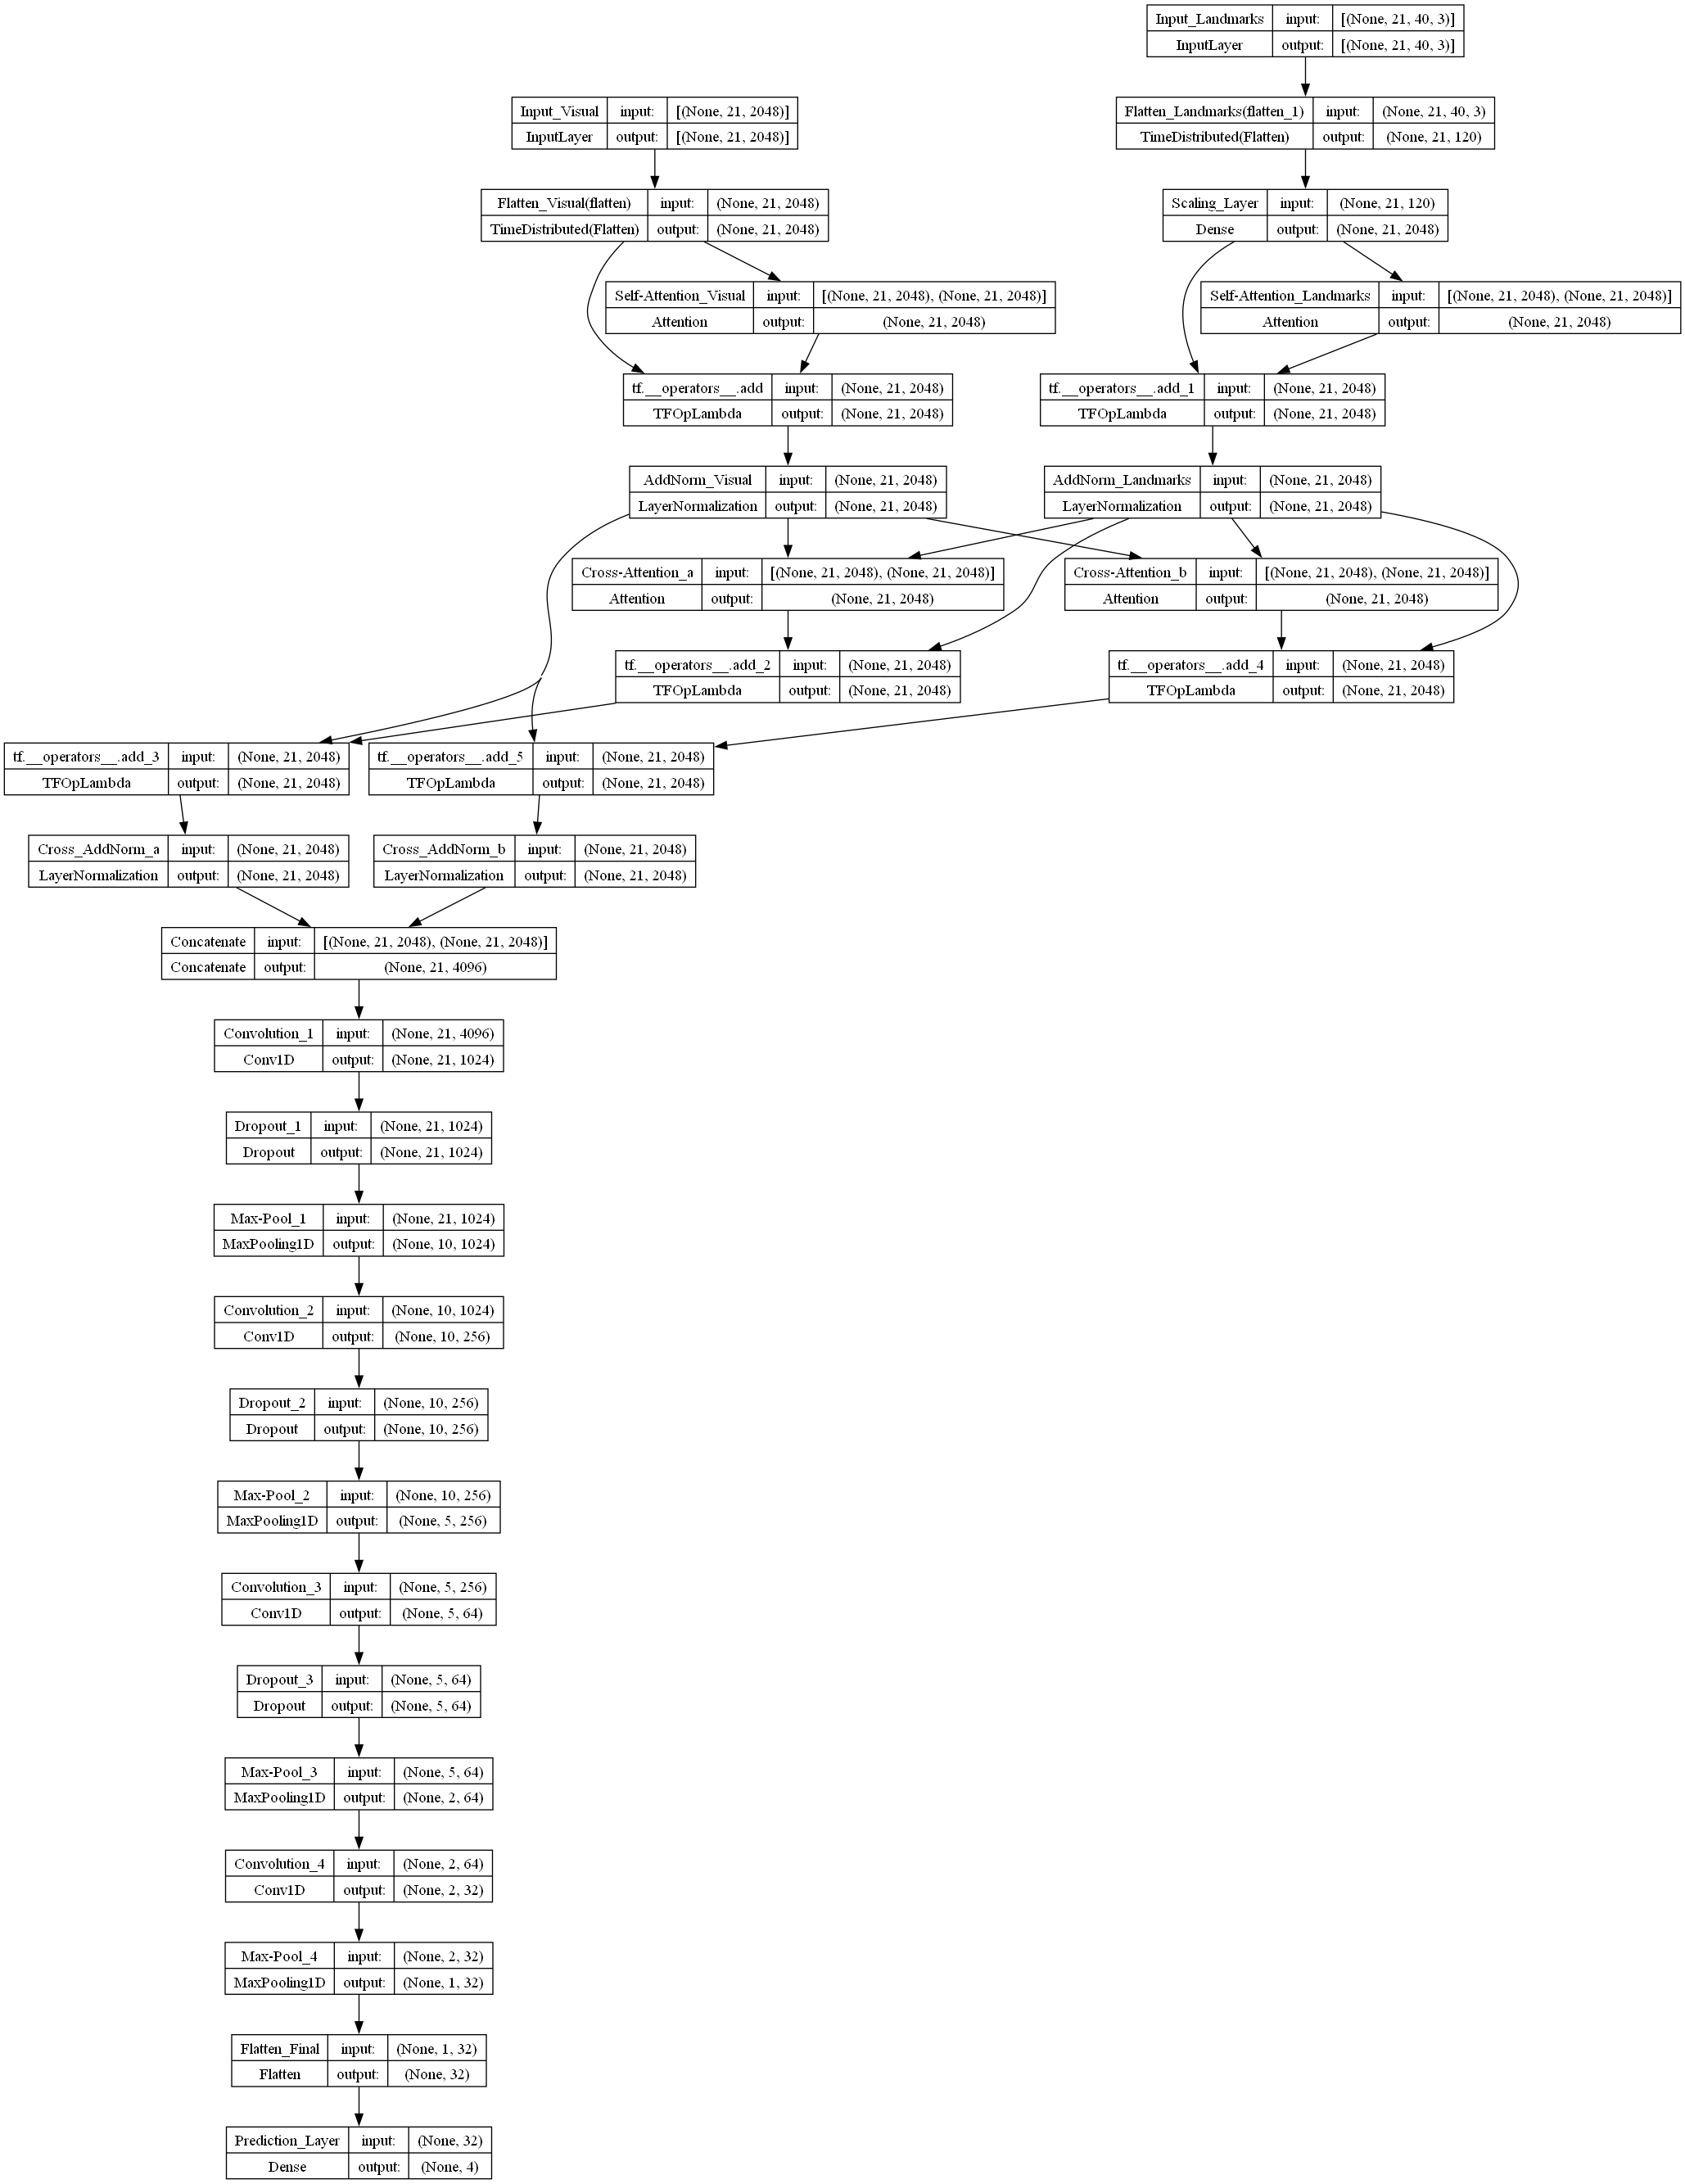 Input_Landmarks input: [(None, 21, 40, 3)]
InputLayer output: [(None, 21, 40, 3)]
Input_Visual input: [(None, 21, 2048)]
InputLayer output: [(None, 21, 2048)]
Flatten_Landmarks(flatten_1) input: (None, 21, 40, 3)
TimeDistributed(Flatten) output: (None, 21, 120)
Flatten_Visual(flatten) input: (None, 21, 2048)
TimeDistributed(Flatten) output: (None, 21, 2048)
Scaling_Layer input: (None, 21, 120)
Dense output: (None, 21, 2048)
Self-Attention_Visual input: [(None, 21, 2048), (None, 21, 2048)]
Attention output: (None, 21, 2048)
Self-Attention_Landmarks input: [(None, 21, 2048), (None, 21, 2048)]
Attention output: (None, 21, 2048)
tf.__operators__.add input: (None, 21, 2048)
TFOpLambda output: (None, 21, 2048)
tf.__operators__.add_1 input: (None, 21, 2048)
TFOpLambda output: (None, 21, 2048)
AddNorm_Visual input: (None, 21, 2048)
LayerNormalization output: (None, 21, 2048)
AddNorm_Landmarks input: (None, 21, 2048)
LayerNormalization output: (None, 21, 2048)
Cross-Attention_a input: [(None, 21, 2048), (None, 21, 2048)]
Attention output: (None, 21, 2048)
Cross-Attention_b input: [(None, 21, 2048), (None, 21, 2048)]
Attention output: (None, 21, 2048)
tf.__operators__.add_2 input: (None, 21, 2048)
TFOpLambda output: (None, 21, 2048)
tf.__operators__.add_4 input: (None, 21, 2048)
TFOpLambda output: (None, 21, 2048)
tf.__operators__.add_3 input: (None, 21, 2048)
TFOpLambda output: (None, 21, 2048)
tf.__operators__.add_5 input: (None, 21, 2048)
TFOpLambda output: (None, 21, 2048)
Cross_AddNorm_a input: (None, 21, 2048)
LayerNormalization output: (None, 21, 2048)
Cross_AddNorm_b input: (None, 21, 2048)
LayerNormalization output: (None, 21, 2048)
Concatenate input: [(None, 21, 2048), (None, 21, 2048)]
Concatenate output: (None, 21, 4096)
Convolution_1 input: (None, 21, 4096)
Conv1D output: (None, 21, 1024)
Dropout_1 input: (None, 21, 1024)
Dropout output: (None, 21, 1024)
Max-Pool_1 input: (None, 21, 1024)
MaxPooling1D output: (None, 10, 1024)
Convolution_2 input: (None, 10, 1024)
Conv1D output: (None, 10, 256)
Dropout_2 input: (None, 10, 256)
Dropout output: (None, 10, 256)
Max-Pool_2 input: (None, 10, 256)
MaxPooling1D output: (None, 5, 256)
Convolution_3 input: (None, 5, 256)
Conv1D output: (None, 5, 64)
Dropout_3 input: (None, 5, 64)
Dropout output: (None, 5, 64)
Max-Pool_3 input: (None, 5, 64)
MaxPooling1D output: (None, 2, 64)
Convolution_4 input: (None, 2, 64)
Conv1D output: (None, 2, 32)
Max-Pool_4 input: (None, 2, 32)
MaxPooling1D output: (None, 1, 32)
Flatten_Final input: (None, 1, 32)
Flatten output: (None, 32)
Prediction_Layer input: (None, 32)
Dense output: (None, 4)